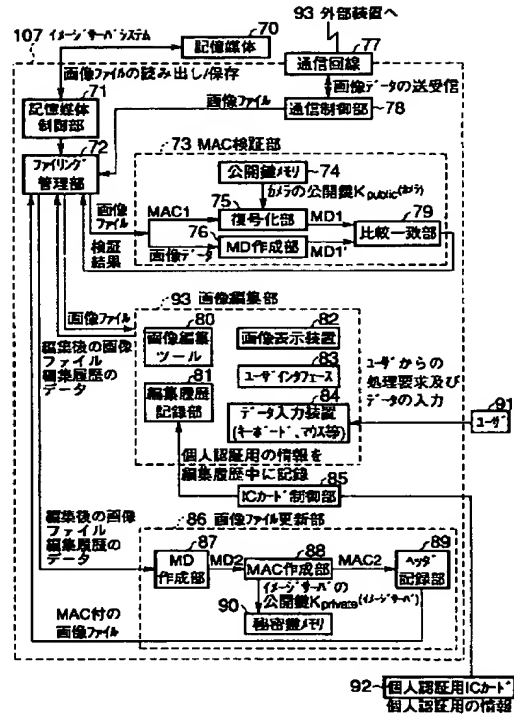 93 外部装置へ
107 イメージサーバシステム
70
記憶媒体
77
通信回線
画像ファイルの読み出し/保存
画像データの送受信
71
記憶媒体
制御部
画像ファイル
通信制御部
78
72
ファイリング
管理部
73 MAC検証部
公開鍵メモリ
74
カメラの公開鍵Kpublic(カメラ)
75
画像
ファイル
MAC1
復号化部
MD1
79
比較一致部
76
MD作成部
MD1'
検証
結果
画像データ
画像ファイル
93 画像編集部
80
画像編集
ツール
82
画像表示装置
編集後の画像
ファイル
編集履歴の
データ
81
編集履歴
記録部
83
ユーザインタフェース
84
データ入力装置
(キーボード、マウス等)
ユーザからの
処理要求及び
データの入力
91
ユーザ
個人認証用の情報を
編集履歴中に記録
85
ICカード制御部
編集後の画像
ファイル
編集履歴の
データ
86 画像ファイル更新部
87
MD
作成部
MD2
88
MAC作成部
MAC2
89
ヘッダ
記録部
イメージサーバの
公開鍵Kprivate(イメージサーバ)
90
秘密鍵メモリ
MAC付の
画像ファイル
92
個人認証用ICカード
個人認証用の情報